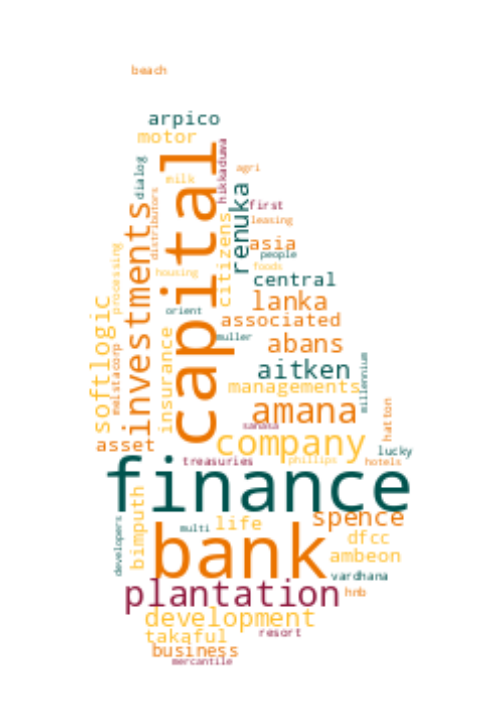 beach
arpico
motor
dialog
milk
capital
hikkaduwa
agri
distributors
renuka
first
investments
citizens
leasing
asia
people
processing
foods
housing
central
lanka
orient
associated
softlogic
insurance
muller
abans
melstacorp
aitken
millennium
managements
amana
hatton
sanasa
company
asset
lucky
treasuries
phillips
hotels
finance
bimputh
developers
multi
life
spence
bank
dfcc
ambeon
vardhana
plantation
hnb
development
takaful
resort
business
mercantile